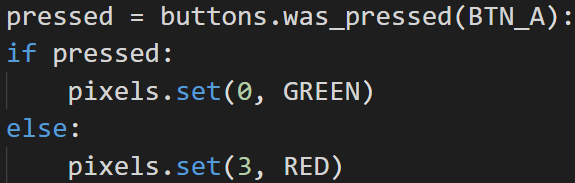 pressed = buttons.was_pressed(BTN_A):
if pressed:
    pixels.set(0, GREEN)
else:
    pixels.set(3, RED)